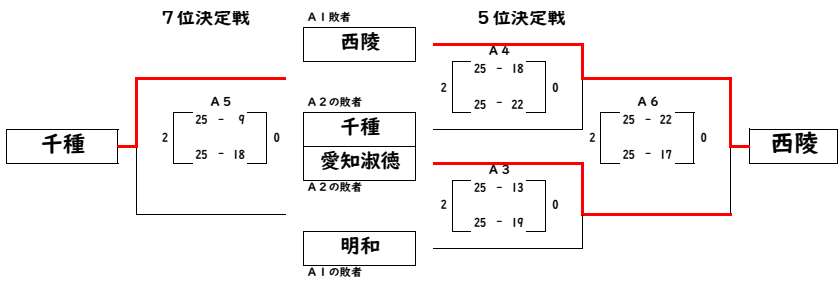 7位決定戦
5位決定戦
A1敗者
西陵
A4
25 - 18
2
0
25 - 22
A5
25 - 9
2
0
25 - 18
A2の敗者
千種
A6
25 - 22
2
0
25 - 17
千種
西陵
愛知淑徳
A2の敗者
A3
25 - 13
2
0
25 - 19
明和
A1の敗者